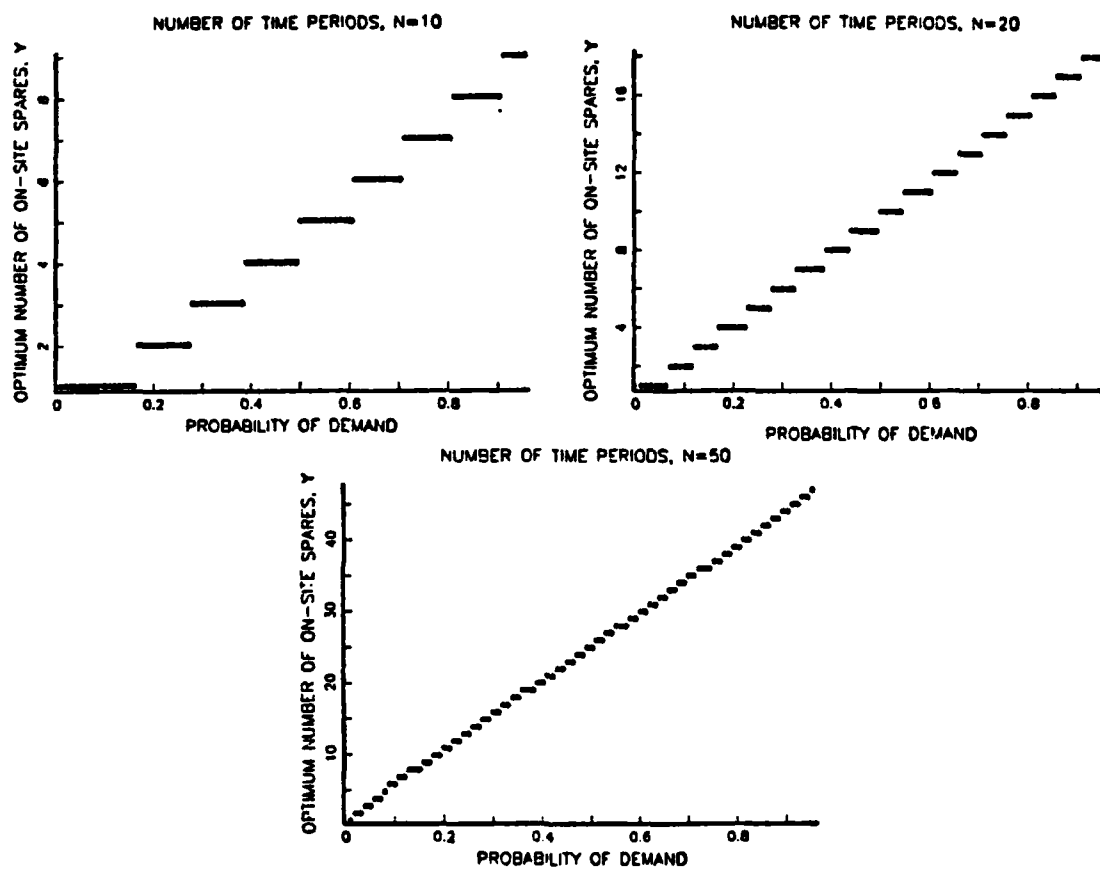 NUMBER OF TIME PERIODS, N=10
OPTIMUM NUMBER OF ON-SITE SPARES, Y
8
6
4
2
0 0.2 0.4 0.6 0.8
PROBABILITY OF DEMAND
NUMBER OF TIME PERIODS, N=20
OPTIMUM NUMBER OF ON-SITE SPARES, Y
16
12
8
4
0 0.2 0.4 0.6 0.8
PROBABILITY OF DEMAND
NUMBER OF TIME PERIODS, N=50
OPTIMUM NUMBER OF ON-SITE SPARES, Y
40
30
20
10
0 0.2 0.4 0.6 0.8
PROBABILITY OF DEMAND